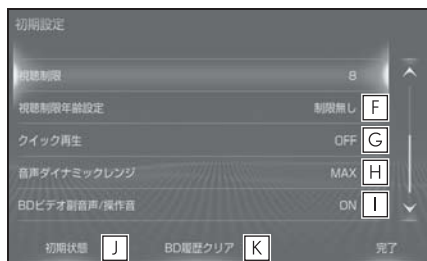 初期設定
視聴制限 8
視聴制限年齢設定 制限無し F
クイック再生 OFF G
音声ダイナミックレンジ MAX H
BDビデオ副音声/操作音 ON I
初期状態 J BD履歴クリア K 完了